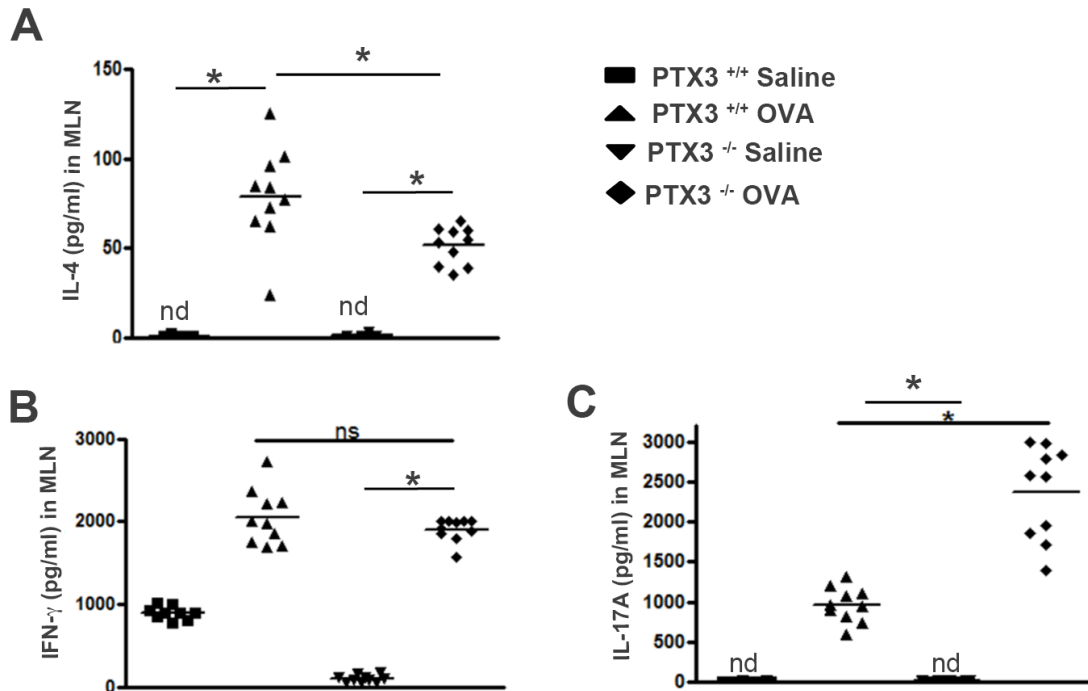 A
IL-4 (pg/ml) in MLN
150
100
50
0
*
*
*
nd
nd
PTX3 +/+ Saline
PTX3 +/+ OVA
PTX3 -/- Saline
PTX3 -/- OVA
B
IFN-γ (pg/ml) in MLN
3000
2000
1000
0
ns
*
C
IL-17A (pg/ml) in MLN
3000
2500
2000
1500
1000
500
0
*
*
nd
nd